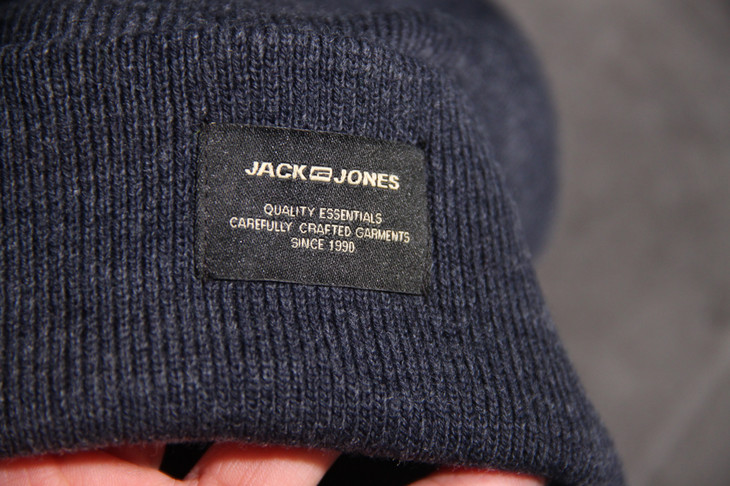 JACK JONES
QUALITY ESSENTIALS
CAREFULLY CRAFTED GARMENTS
SINCE 1990